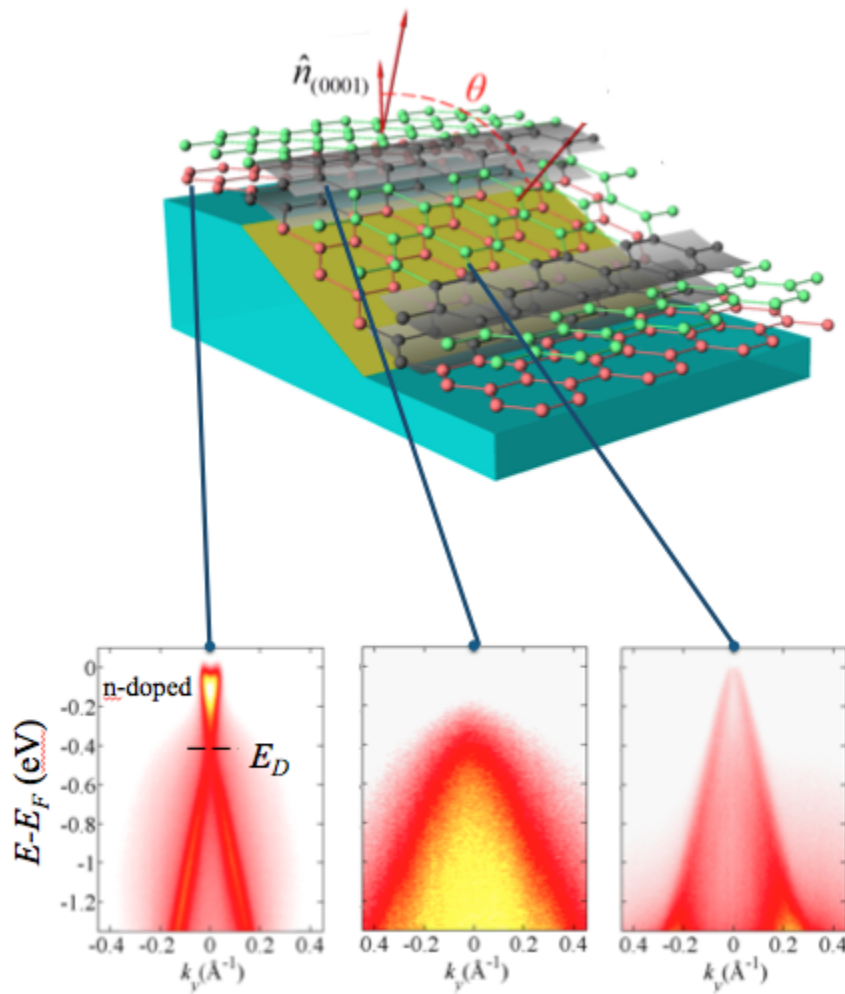 n̂(0001)
θ
n-doped
E_D
E-E_F (eV)
0
-0.2
-0.4
-0.6
-0.8
-1
-1.2
-0.4 -0.2 0 0.2 0.4
k_y(Å⁻¹)
-0.4 -0.2 0 0.2 0.4
k_y(Å⁻¹)
-0.4 -0.2 0 0.2 0.4
k_y(Å⁻¹)